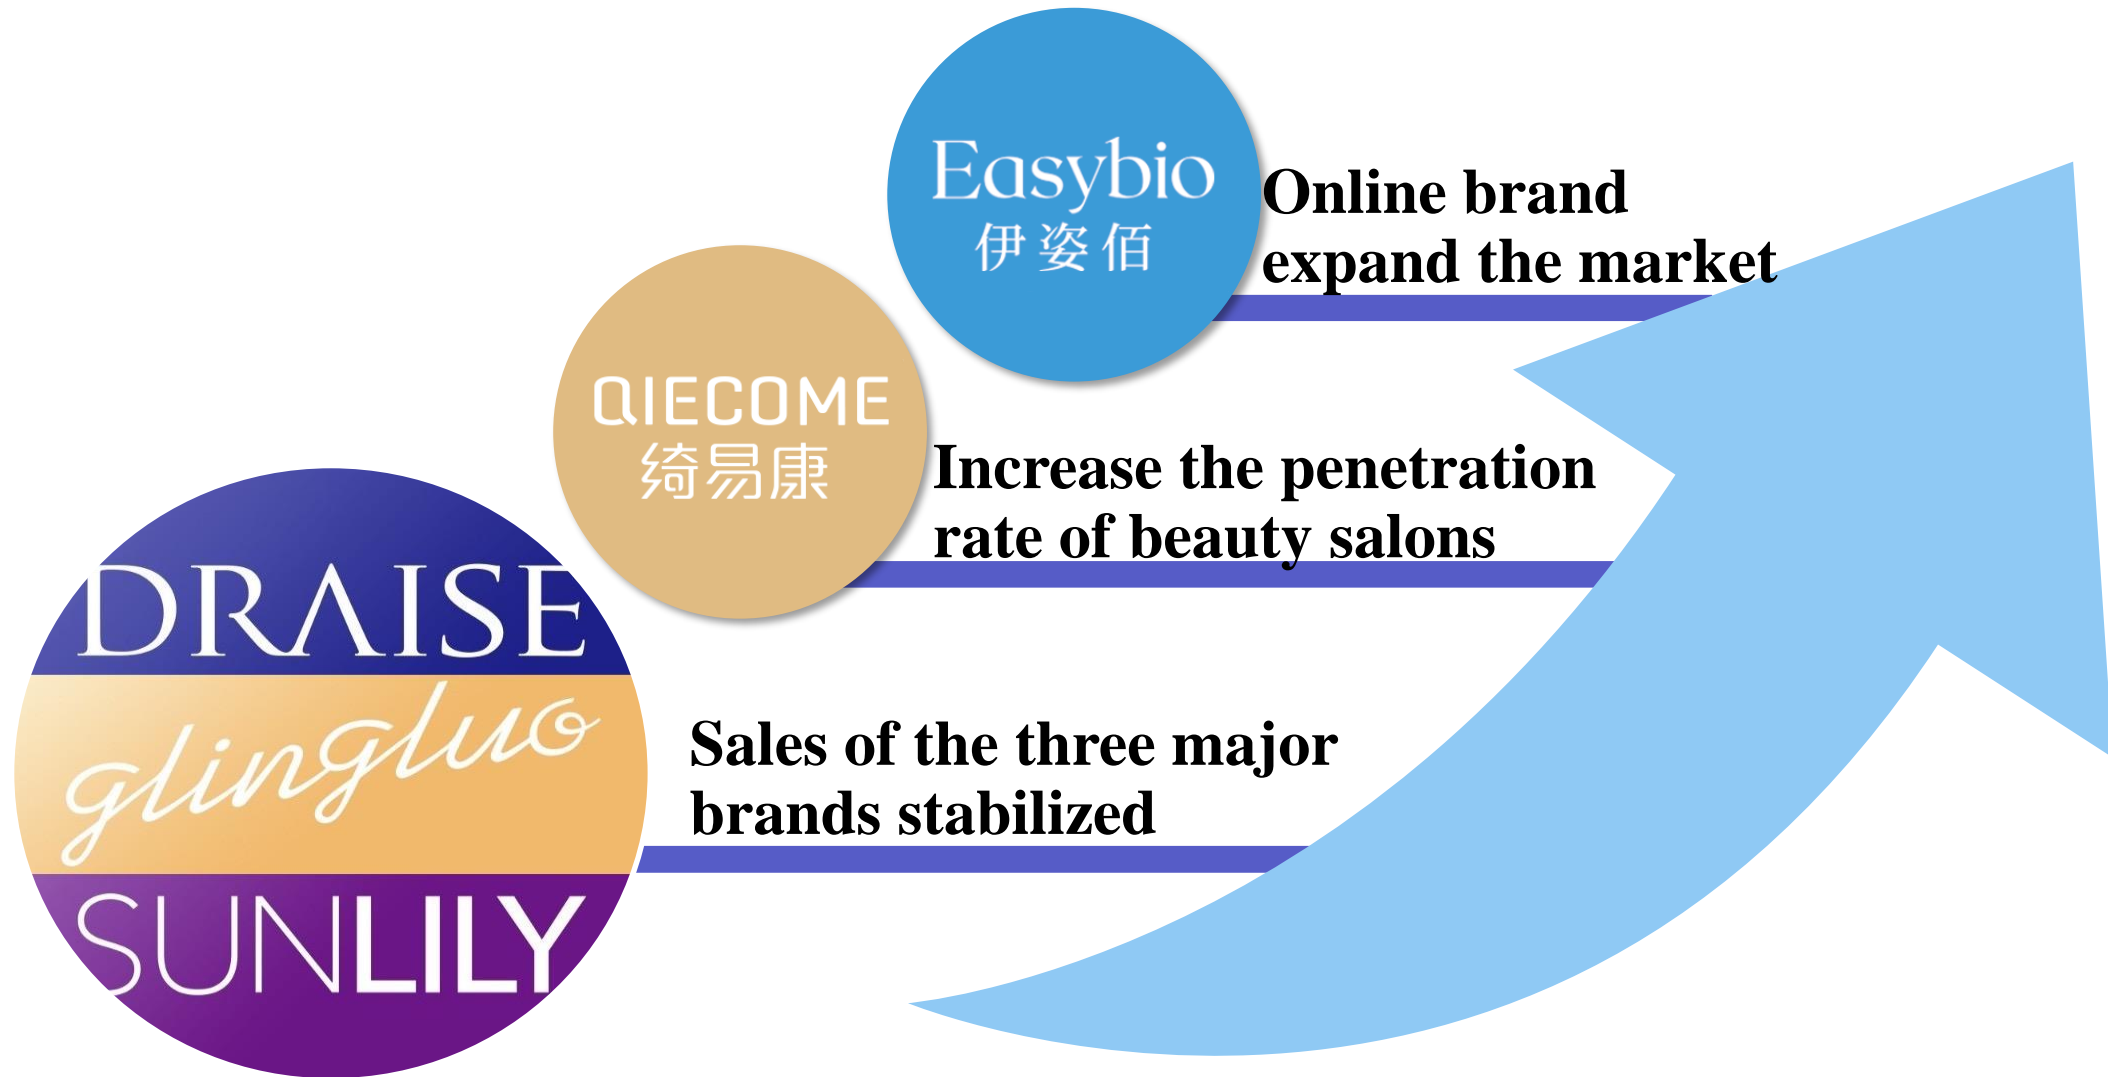 Easybio
伊姿佰
Online brand
expand the market
QIECOME
绮易康
Increase the penetration
rate of beauty salons
DRAISE
glingluo
SUNLILY
Sales of the three major
brands stabilized